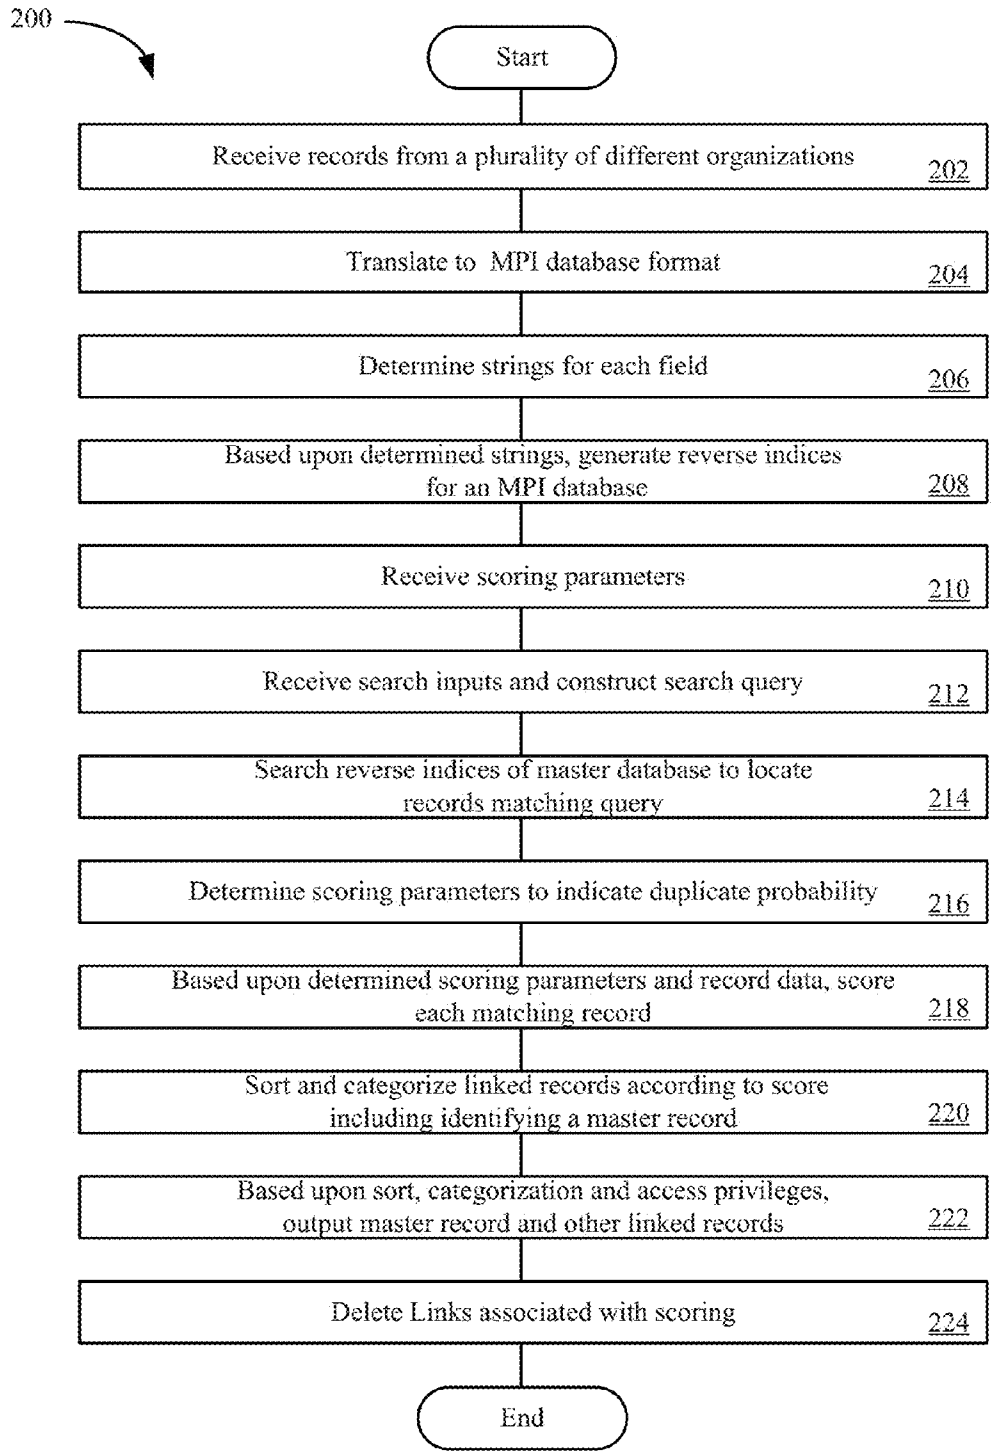 200
Start
Receive records from a plurality of different organizations
202
Translate to MPI database format
204
Determine strings for each field
206
Based upon determined strings, generate reverse indices
for an MPI database
208
Receive scoring parameters
210
Receive search inputs and construct search query
212
Search reverse indices of master database to locate
records matching query
214
Determine scoring parameters to indicate duplicate probability
216
Based upon determined scoring parameters and record data, score
each matching record
218
Sort and categorize linked records according to score
including identifying a master record
220
Based upon sort, categorization and access privileges,
output master record and other linked records
222
Delete Links associated with scoring
224
End